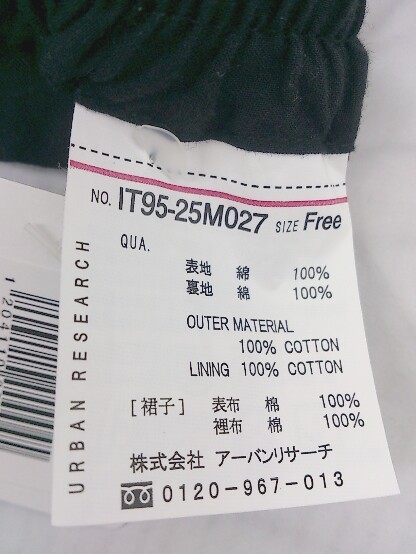 NO. IT95-25M027 SIZE Free
QUA.
表地 綿 100%
裏地 綿 100%
OUTER MATERIAL
100% COTTON
LINING 100% COTTON
[裙子] 表布 棉 100%
裡布 棉 100%
株式会社 アーバンリサーチ
0120-967-013
URBAN RESEARCH